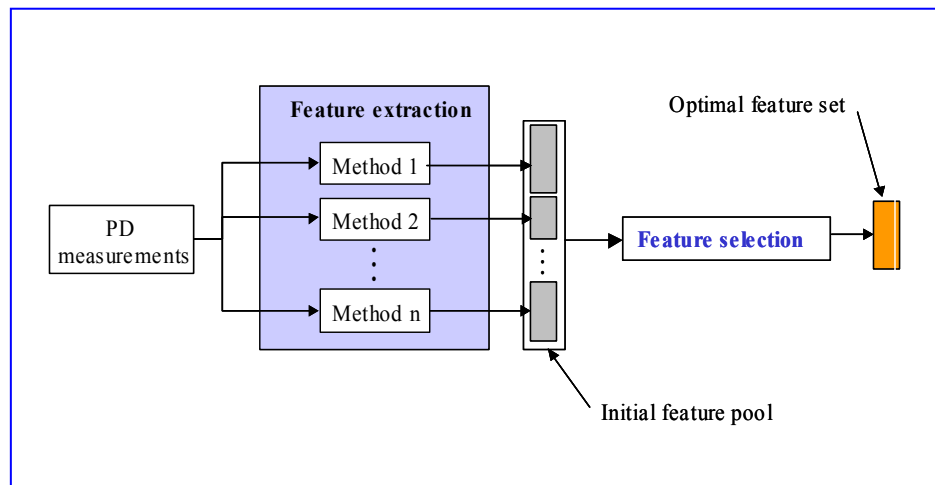 Feature extraction
Optimal feature set
Method 1
PD
measurements
Method 2
Feature selection
Method n
Initial feature pool